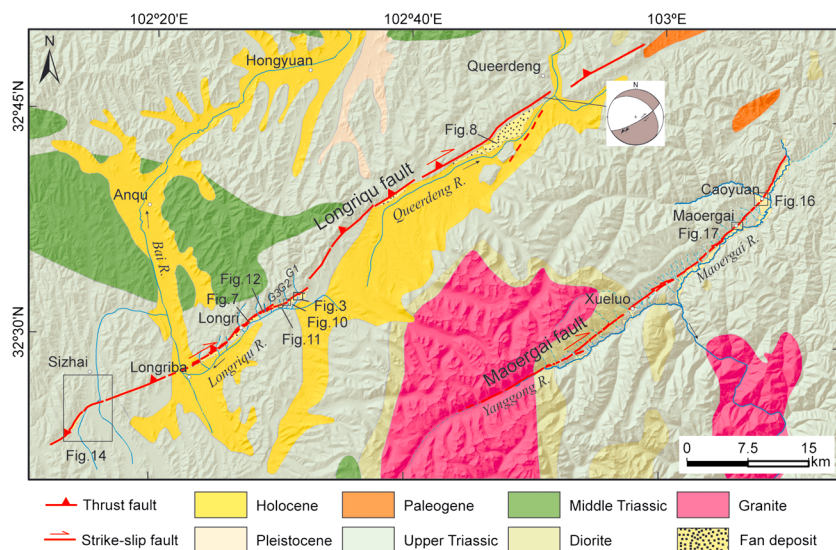 102°20'E
102°40'E
103°E
N
Hongyuan
Queerdeng
N
32°45'N
Fig.8
Longriqu fault
Queerdeng R.
Anqu
Caoyuan
Fig.16
Maoergai
Fig.17
Maoergai R.
Bai R.
Fig.12
G3 G2 G1
Fig.7
Longri
Fig.3
Fig.10
Fig.11
Xueluo
32°30'N
Sizhai
Longriba
Longriqu R.
Maoergai fault
Yanggong R.
Fig.14
0 7.5 15
km
Thrust fault
Holocene
Paleogene
Middle Triassic
Granite
Strike-slip fault
Pleistocene
Upper Triassic
Diorite
Fan deposit